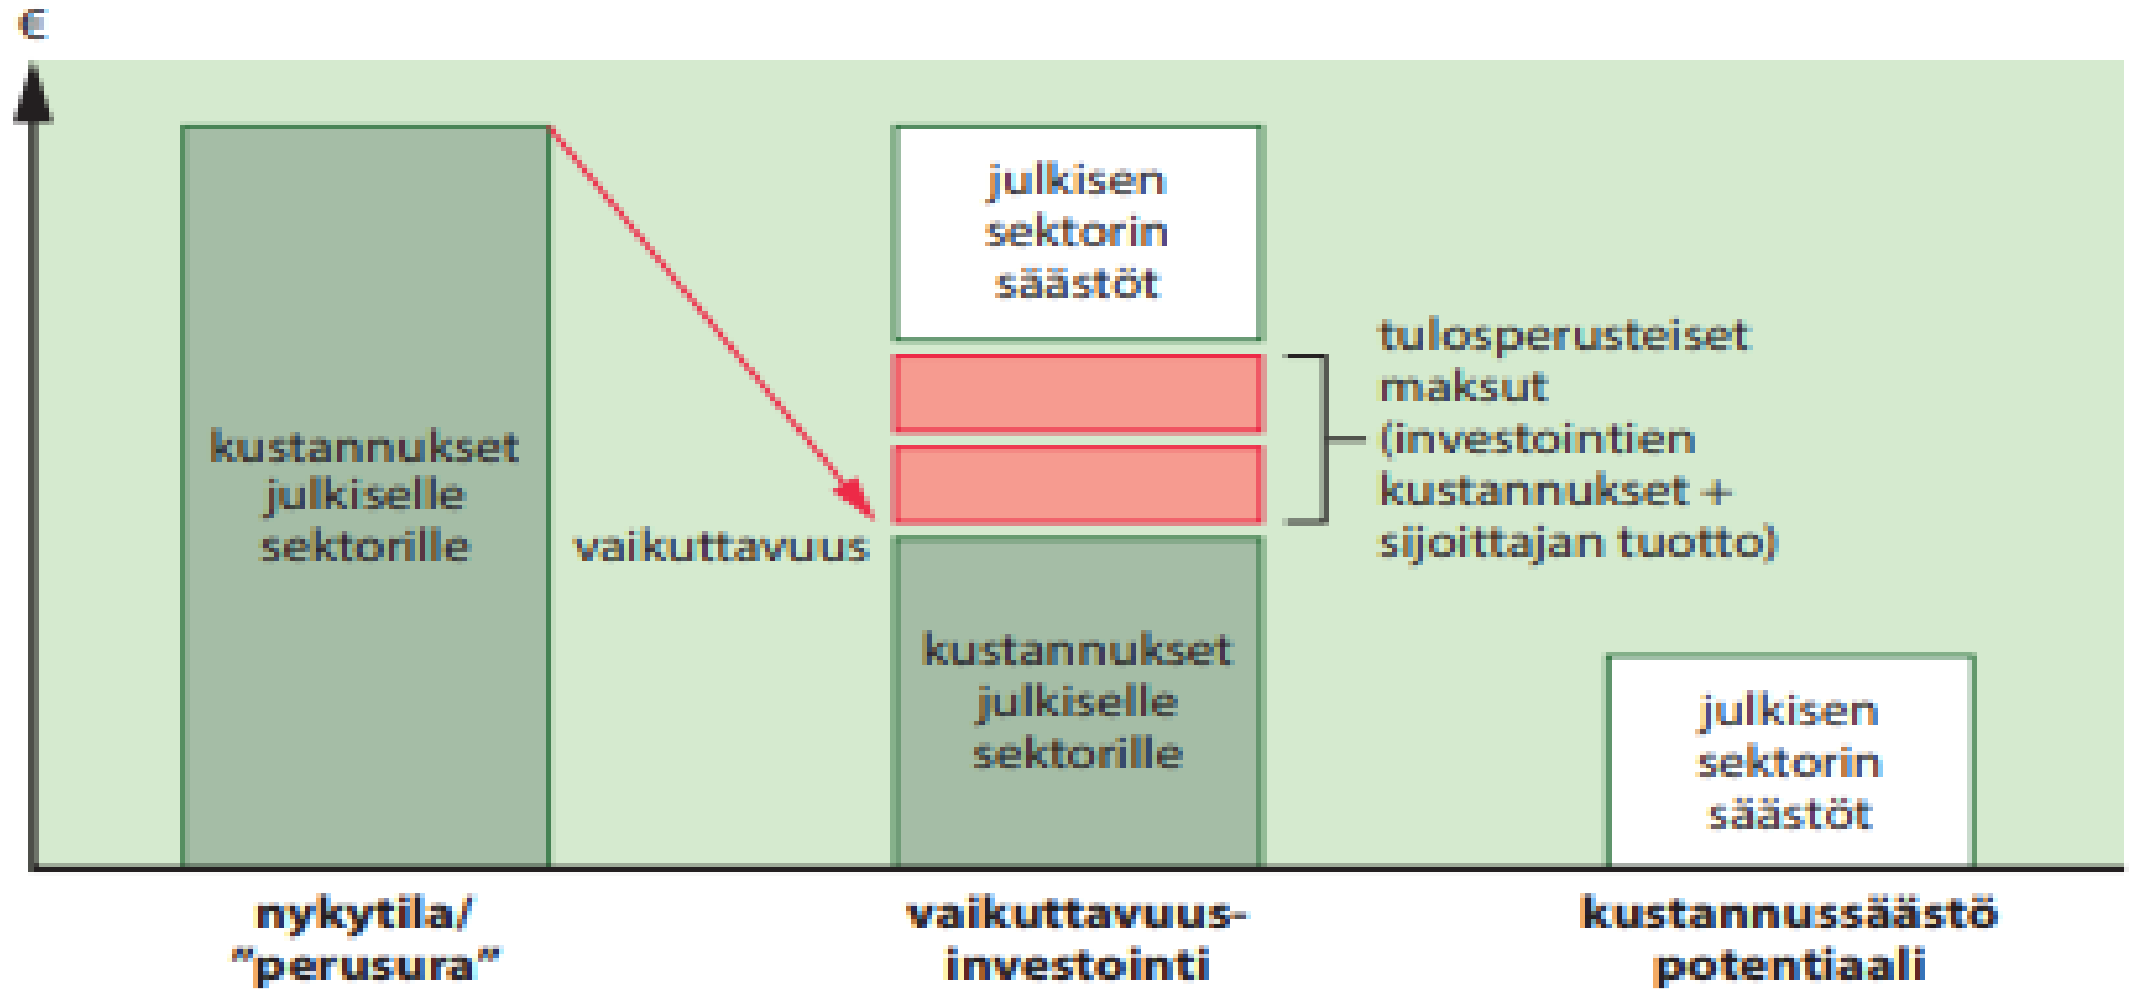 €
kustannukset
julkiselle
sektorille
vaikuttavuus
julkisen
sektorin
säästöt
tulosperusteiset
maksut
(investointien
kustannukset +
sijoittajan tuotto)
kustannukset
julkiselle
sektorille
julkisen
sektorin
säästöt
nykytila/
”perusura”
vaikuttavuus-
investointi
kustannussäästö
potentiaali